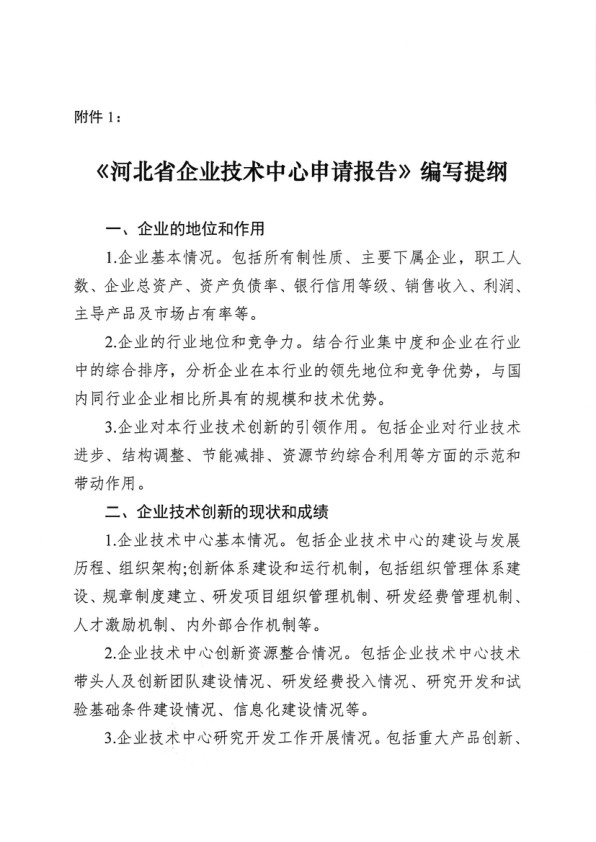 附件 1：
《河北省企业技术中心申请报告》编写提纲
一、企业的地位和作用
1.企业基本情况。包括所有制性质、主要下属企业，职工人
数、企业总资产、资产负债率、银行信用等级、销售收入、利润、
主导产品及市场占有率等。
2.企业的行业地位和竞争力。结合行业集中度和企业在行业
中的综合排序，分析企业在本行业的领先地位和竞争优势，与国
内同行业企业相比所具有的规模和技术优势。
3.企业对本行业技术创新的引领作用。包括企业对行业技术
进步、结构调整、节能减排、资源节约综合利用等方面的示范和
带动作用。
二、企业技术创新的现状和成绩
1.企业技术中心基本情况。包括企业技术中心的建设与发展
历程、组织架构;创新体系建设和运行机制，包括组织管理体系建
设、规章制度建立、研发项目组织管理机制、研发经费管理机制、
人才激励机制、内外部合作机制等。
2.企业技术中心创新资源整合情况。包括企业技术中心技术
带头人及创新团队建设情况、研发经费投入情况、研究开发和试
验基础条件建设情况、信息化建设情况等。
3.企业技术中心研究开发工作开展情况。包括重大产品创新、